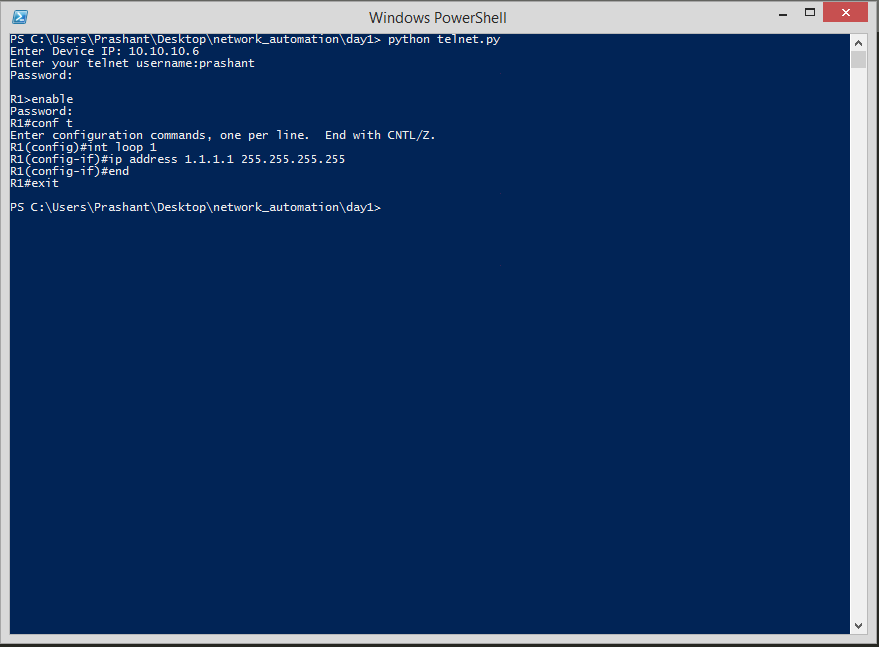 Windows PowerShell
PS C:\Users\Prashant\Desktop\network_automation\day1> python telnet.py
Enter Device IP: 10.10.10.6
Enter your telnet username:prashant
Password:
R1>enable
Password:
R1#conf t
Enter configuration commands, one per line.  End with CNTL/Z.
R1(config)#int loop 1
R1(config-if)#ip address 1.1.1.1 255.255.255.255
R1(config-if)#end
R1#exit
PS C:\Users\Prashant\Desktop\network_automation\day1>